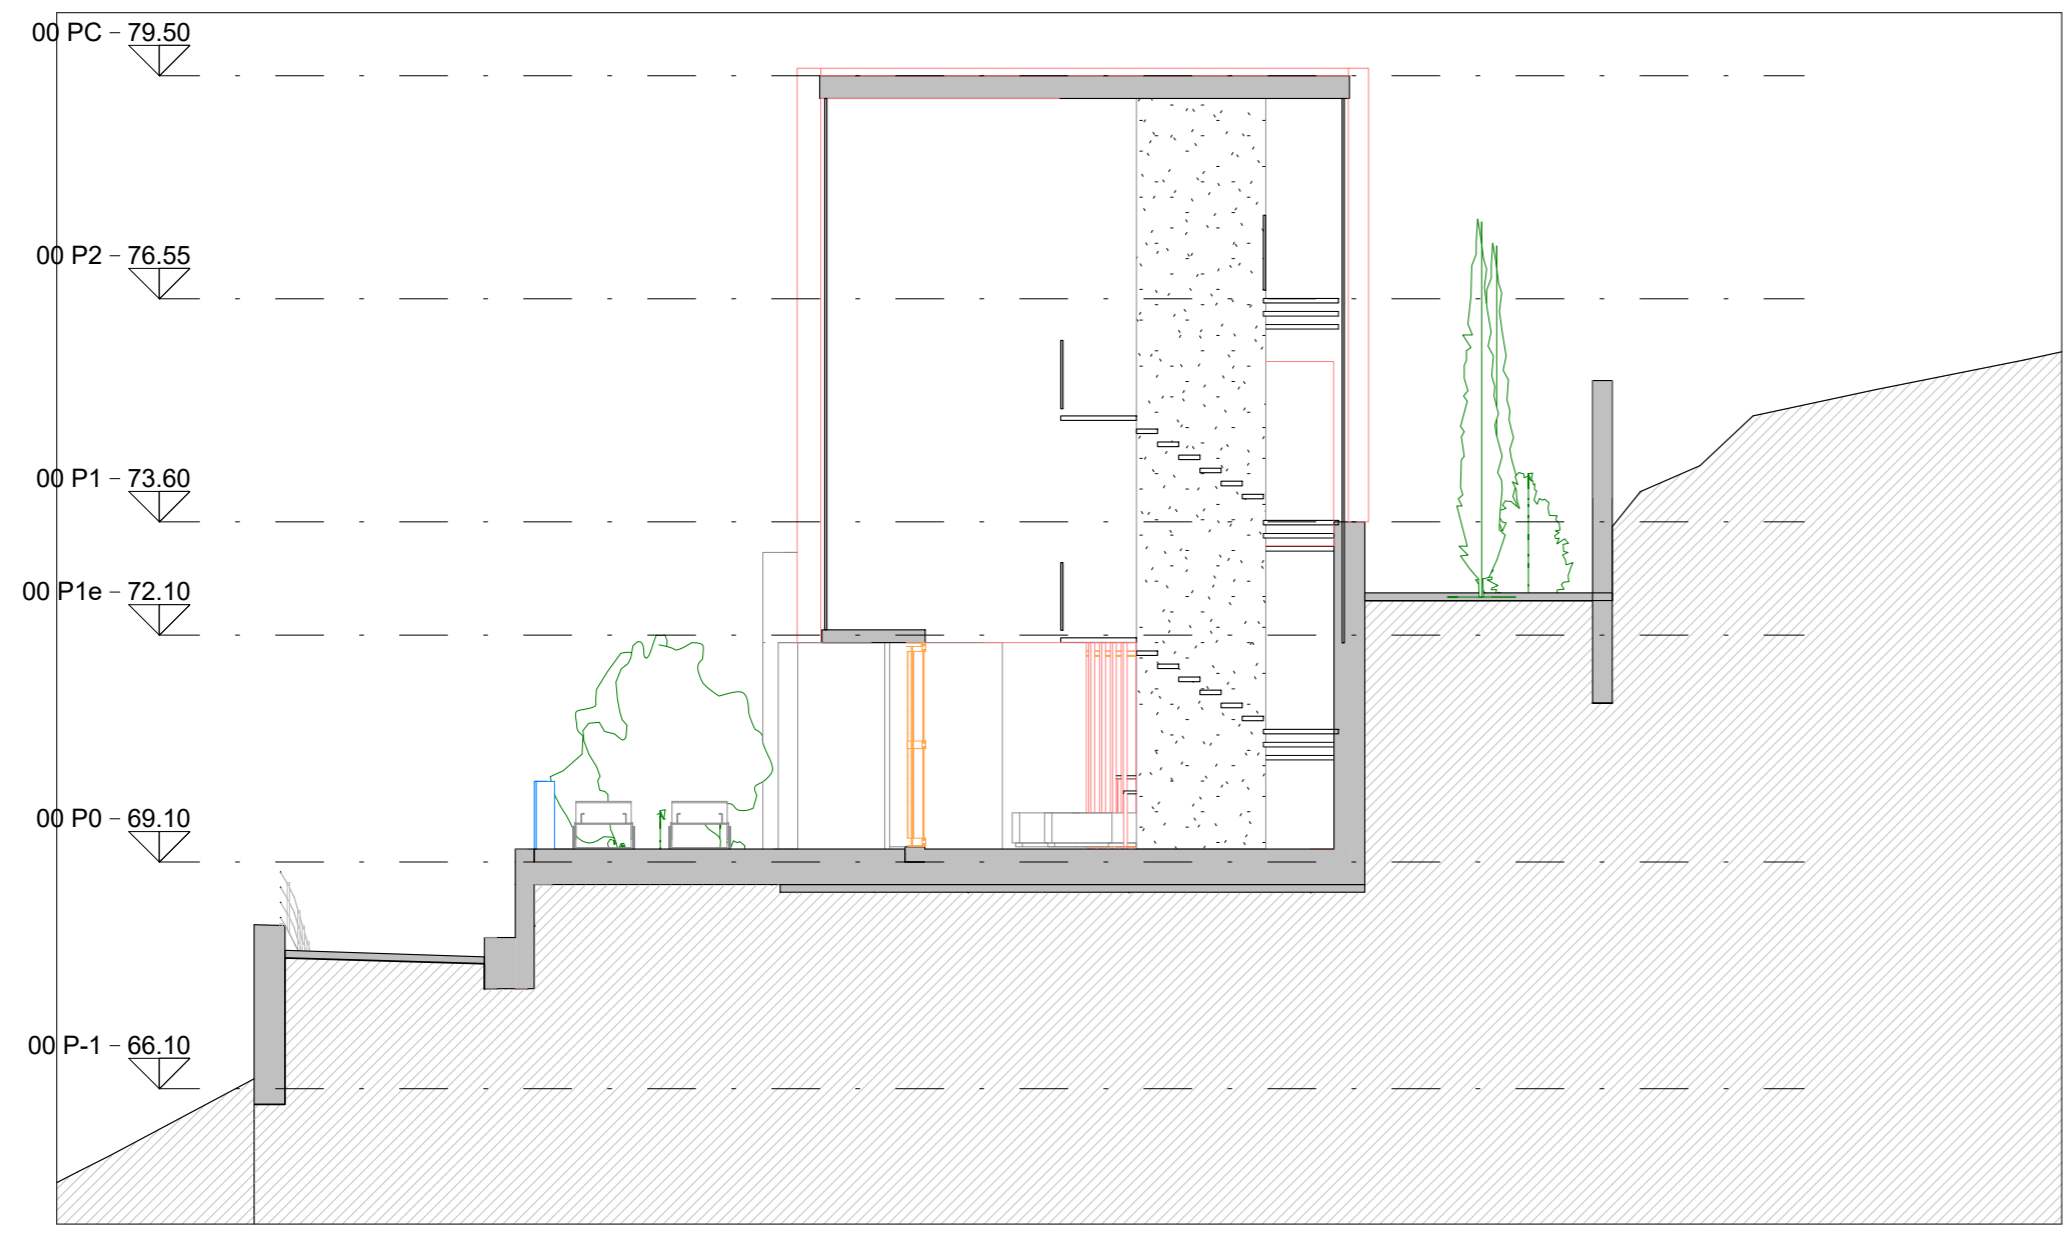 00 PC – 79.50
00 P2 – 76.55
00 P1 – 73.60
00 P1e – 72.10
00 P0 – 69.10
00 P-1 – 66.10